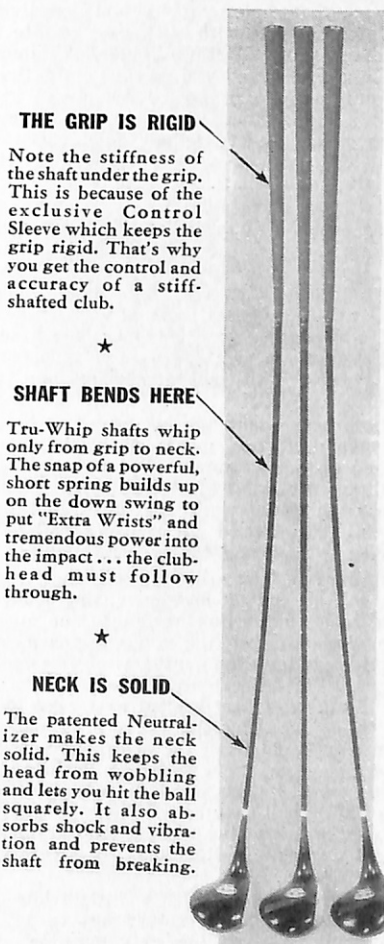 THE GRIP IS RIGID
Note the stiffness of
the shaft under the grip.
This is because of the
exclusive Control
Sleeve which keeps the
grip rigid. That's why
you get the control and
accuracy of a stiff-
shafted club.
★
SHAFT BENDS HERE
Tru-Whip shafts whip
only from grip to neck.
The snap of a powerful,
short spring builds up
on the down swing to
put "Extra Wrists" and
tremendous power into
the impact . . . the club-
head must follow
through.
★
NECK IS SOLID
The patented Neutral-
izer makes the neck
solid. This keeps the
head from wobbling
and lets you hit the ball
squarely. It also ab-
sorbs shock and vibra-
tion and prevents the
shaft from breaking.